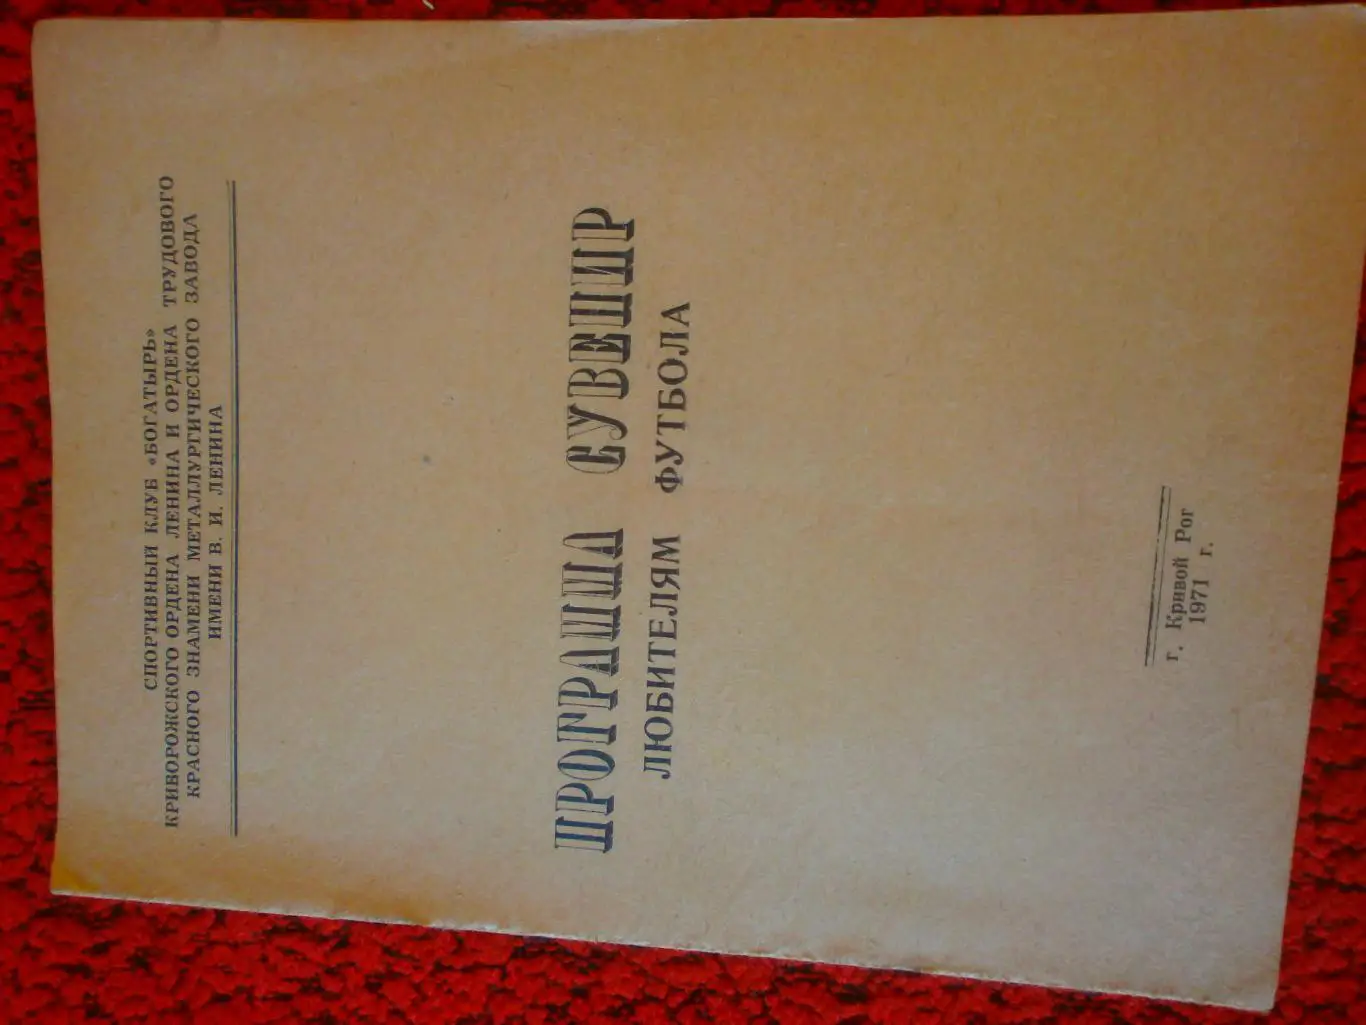 СПОРТИВНЫЙ КЛУБ «БОГАТЫРЬ»
КРИВОРОЖСКОГО ОРДЕНА ЛЕНИНА И ОРДЕНА ТРУДОВОГО
КРАСНОГО ЗНАМЕНИ МЕТАЛЛУРГИЧЕСКОГО ЗАВОДА
ИМЕНИ В. И. ЛЕНИНА
ПРОГРАММА СУВЕНИР
ЛЮБИТЕЛЯМ ФУТБОЛА
г. Кривой Рог
1971 г.